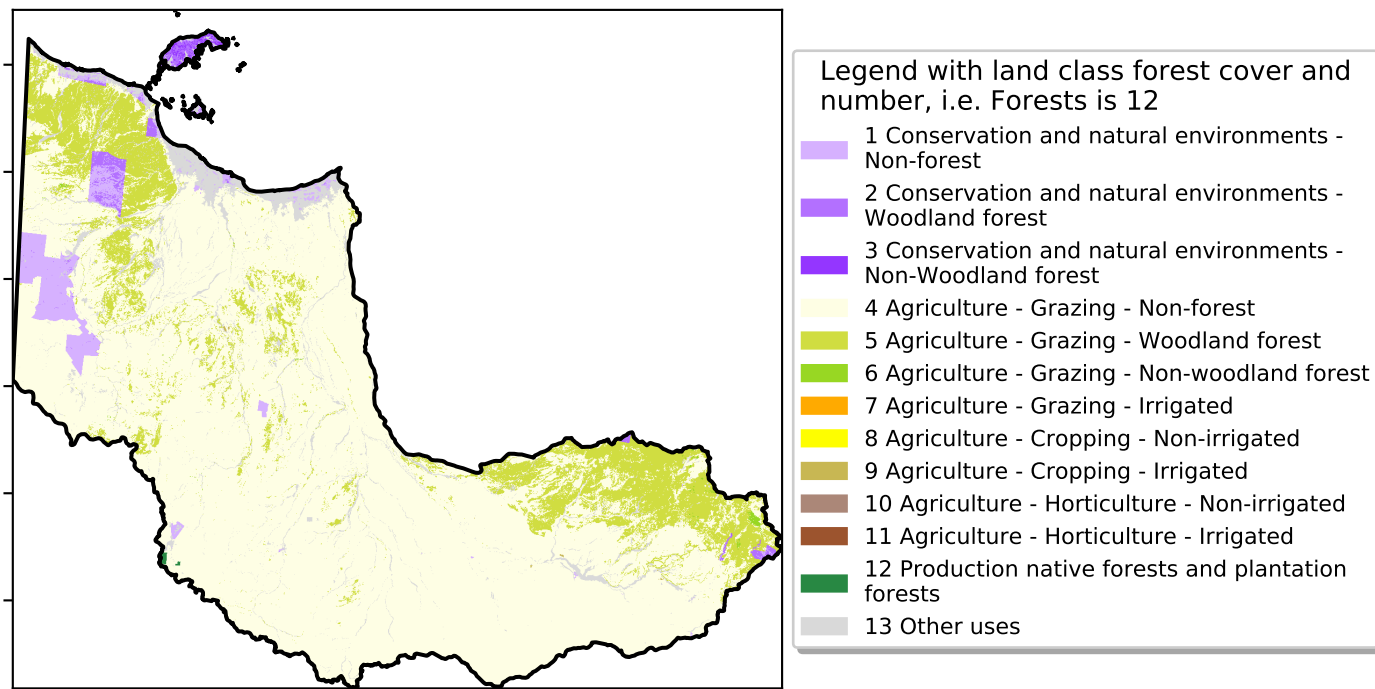 Legend with land class forest cover and
number, i.e. Forests is 12
1 Conservation and natural environments -
Non-forest
2 Conservation and natural environments -
Woodland forest
3 Conservation and natural environments -
Non-Woodland forest
4 Agriculture - Grazing - Non-forest
5 Agriculture - Grazing - Woodland forest
6 Agriculture - Grazing - Non-woodland forest
7 Agriculture - Grazing - Irrigated
8 Agriculture - Cropping - Non-irrigated
9 Agriculture - Cropping - Irrigated
10 Agriculture - Horticulture - Non-irrigated
11 Agriculture - Horticulture - Irrigated
12 Production native forests and plantation
forests
13 Other uses